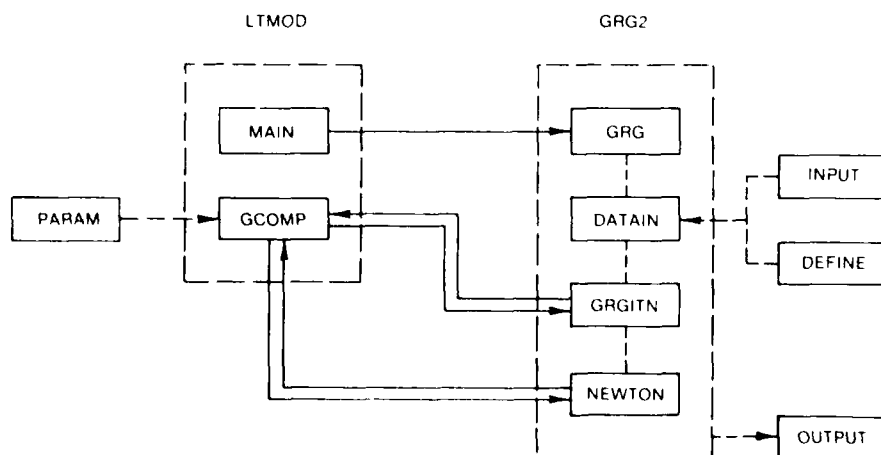 LTMOD
GRG2
MAIN
GRG
INPUT
PARAM
GCOMP
DATAIN
DEFINE
GRGITN
NEWTON
OUTPUT